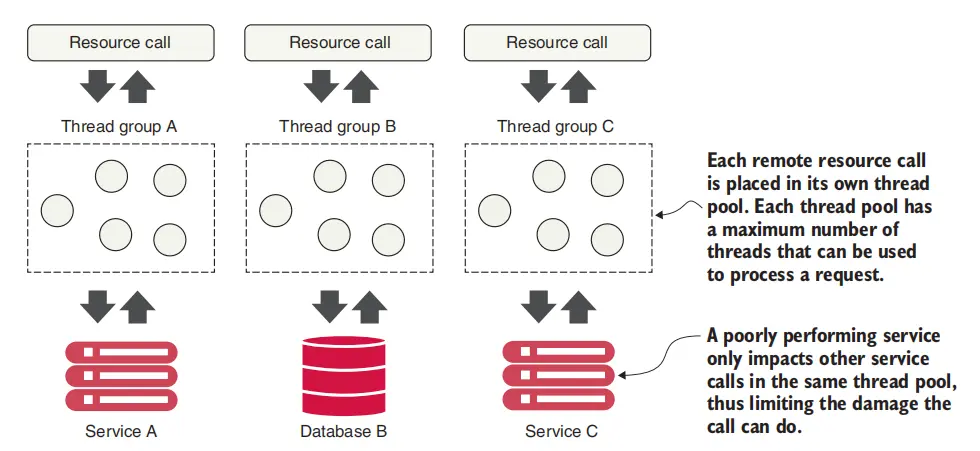 Resource call
Resource call
Resource call
Thread group A
Thread group B
Thread group C
Each remote resource call
is placed in its own thread
pool. Each thread pool has
a maximum number of
threads that can be used
to process a request.
A poorly performing service
only impacts other service
calls in the same thread pool,
thus limiting the damage the
call can do.
Service A
Database B
Service C